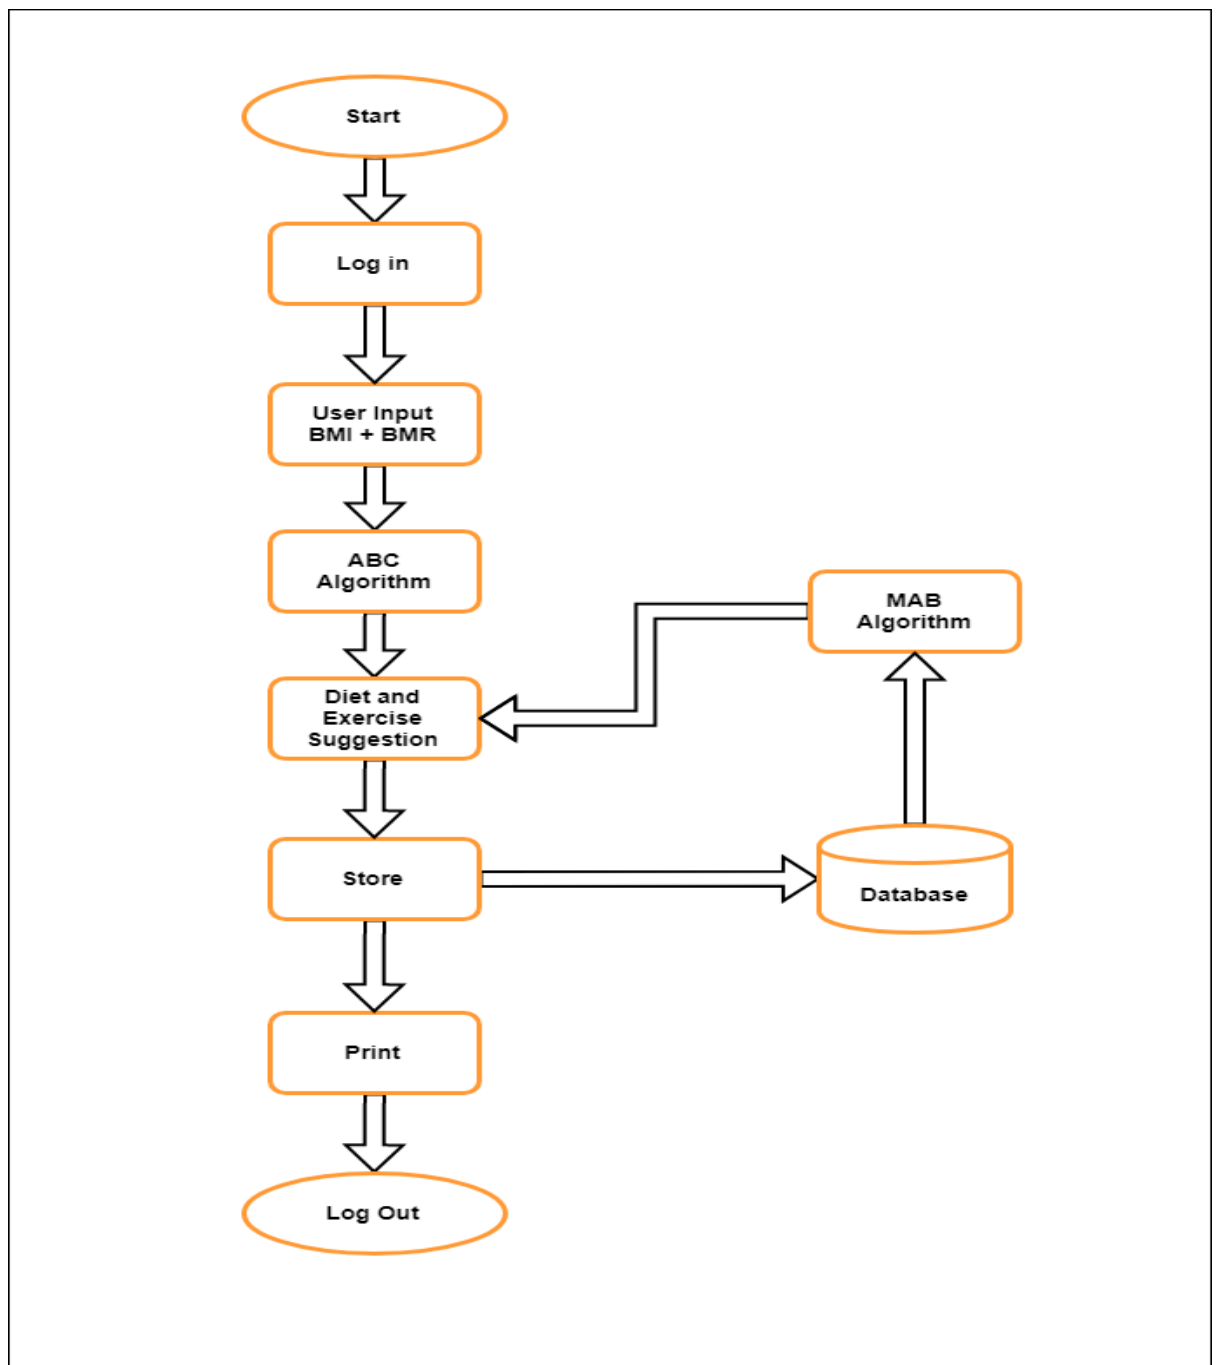 Start
Log in
User Input
BMI + BMR
ABC
Algorithm
MAB
Algorithm
Diet and
Exercise
Suggestion
Store
Database
Print
Log Out